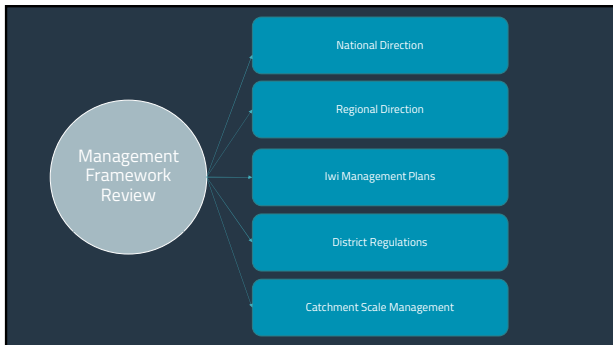 Management
Framework
Review
National Direction
Regional Direction
Iwi Management Plans
District Regulations
Catchment Scale Management